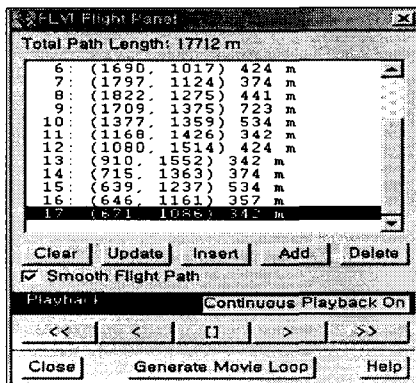 FLVI Flight Panel
Total Path Length: 17712 m
6: (1690, 1017) 424 m
7: (1797, 1124) 374 m
8: (1822, 1275) 441 m
9: (1709, 1375) 723 m
10: (1377, 1359) 534 m
11: (1168, 1426) 342 m
12: (1080, 1514) 424 m
13: (910, 1552) 342 m
14: (715, 1363) 374 m
15: (639, 1237) 534 m
16: (646, 1161) 357 m
17 (671 1086) 342 m
Clear Update Insert Add Delete
Smooth Flight Path
Playback Continuous Playback On
<< < [] > >>
Close Generate Movie Loop Help